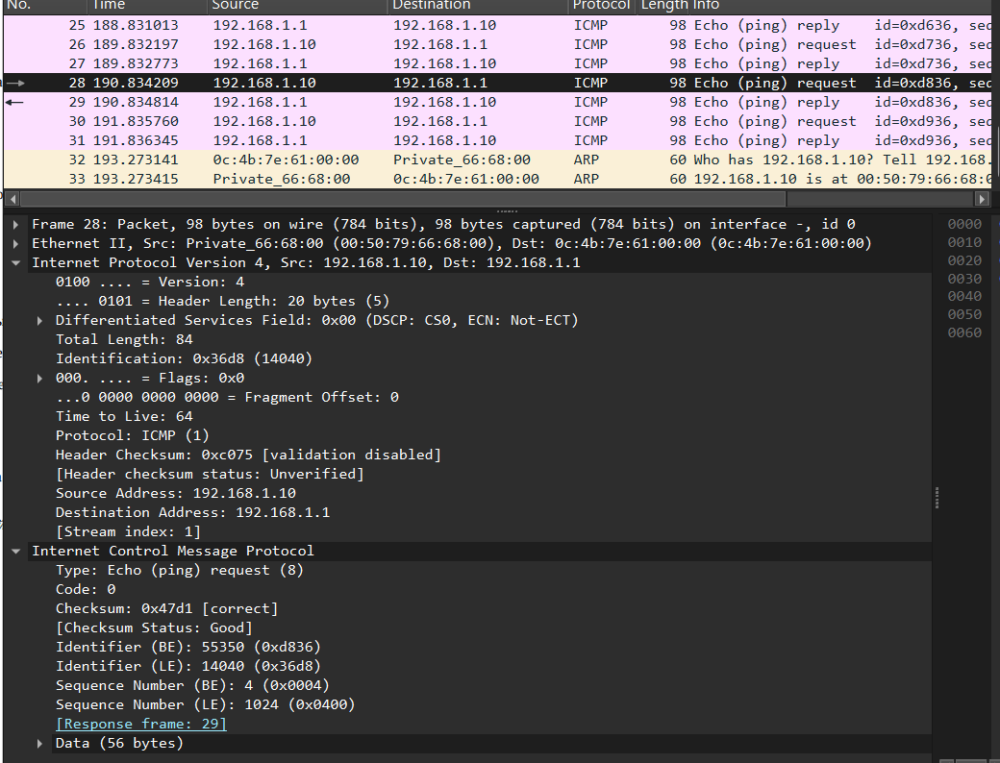 No. Time Source Destination Protocol Length Info
25 188.831013 192.168.1.1 192.168.1.10 ICMP 98 Echo (ping) reply id=0xd636, seq
26 189.832197 192.168.1.10 192.168.1.1 ICMP 98 Echo (ping) request id=0xd736, seq
27 189.832773 192.168.1.1 192.168.1.10 ICMP 98 Echo (ping) reply id=0xd736, seq
28 190.834209 192.168.1.10 192.168.1.1 ICMP 98 Echo (ping) request id=0xd836, seq
29 190.834814 192.168.1.1 192.168.1.10 ICMP 98 Echo (ping) reply id=0xd836, seq
30 191.835760 192.168.1.10 192.168.1.1 ICMP 98 Echo (ping) request id=0xd936, seq
31 191.836345 192.168.1.1 192.168.1.10 ICMP 98 Echo (ping) reply id=0xd936, seq
32 193.273141 0c:4b:7e:61:00:00 Private_66:68:00 ARP 60 Who has 192.168.1.10? Tell 192.168.
33 193.273415 Private_66:68:00 0c:4b:7e:61:00:00 ARP 60 192.168.1.10 is at 00:50:79:66:68:0
Frame 28: Packet, 98 bytes on wire (784 bits), 98 bytes captured (784 bits) on interface -, id 0
Ethernet II, Src: Private_66:68:00 (00:50:79:66:68:00), Dst: 0c:4b:7e:61:00:00 (0c:4b:7e:61:00:00)
Internet Protocol Version 4, Src: 192.168.1.10, Dst: 192.168.1.1
0100 .... = Version: 4
.... 0101 = Header Length: 20 bytes (5)
Differentiated Services Field: 0x00 (DSCP: CS0, ECN: Not-ECT)
Total Length: 84
Identification: 0x36d8 (14040)
000. .... = Flags: 0x0
...0 0000 0000 0000 = Fragment Offset: 0
Time to Live: 64
Protocol: ICMP (1)
Header Checksum: 0xc075 [validation disabled]
[Header checksum status: Unverified]
Source Address: 192.168.1.10
Destination Address: 192.168.1.1
[Stream index: 1]
Internet Control Message Protocol
Type: Echo (ping) request (8)
Code: 0
Checksum: 0x47d1 [correct]
[Checksum Status: Good]
Identifier (BE): 55350 (0xd836)
Identifier (LE): 14040 (0x36d8)
Sequence Number (BE): 4 (0x0004)
Sequence Number (LE): 1024 (0x0400)
[Response frame: 29]
Data (56 bytes)
0000
0010
0020
0030
0040
0050
0060